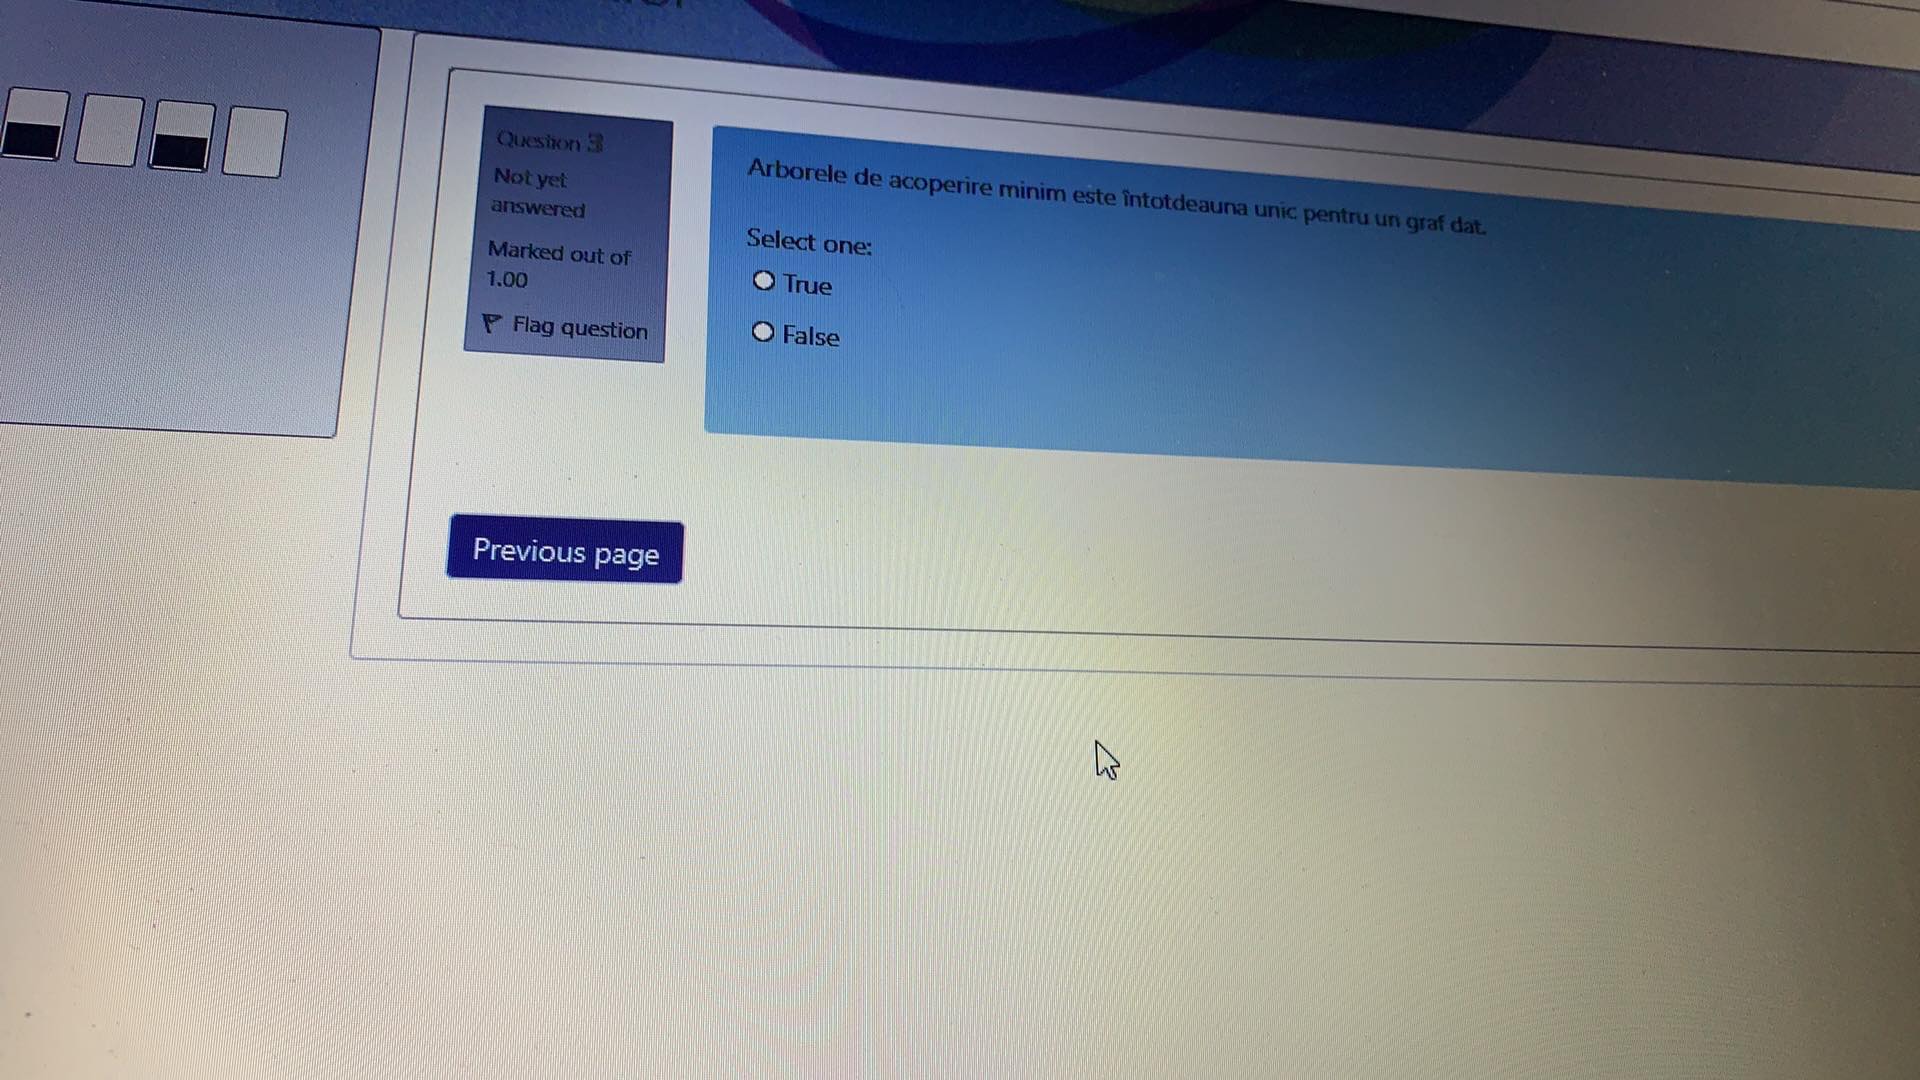 Question 3
Not yet
answered
Marked out of
1.00
Flag question
Arborele de acoperire minim este întotdeauna unic pentru un graf dat.
Select one:
True
False
Previous page